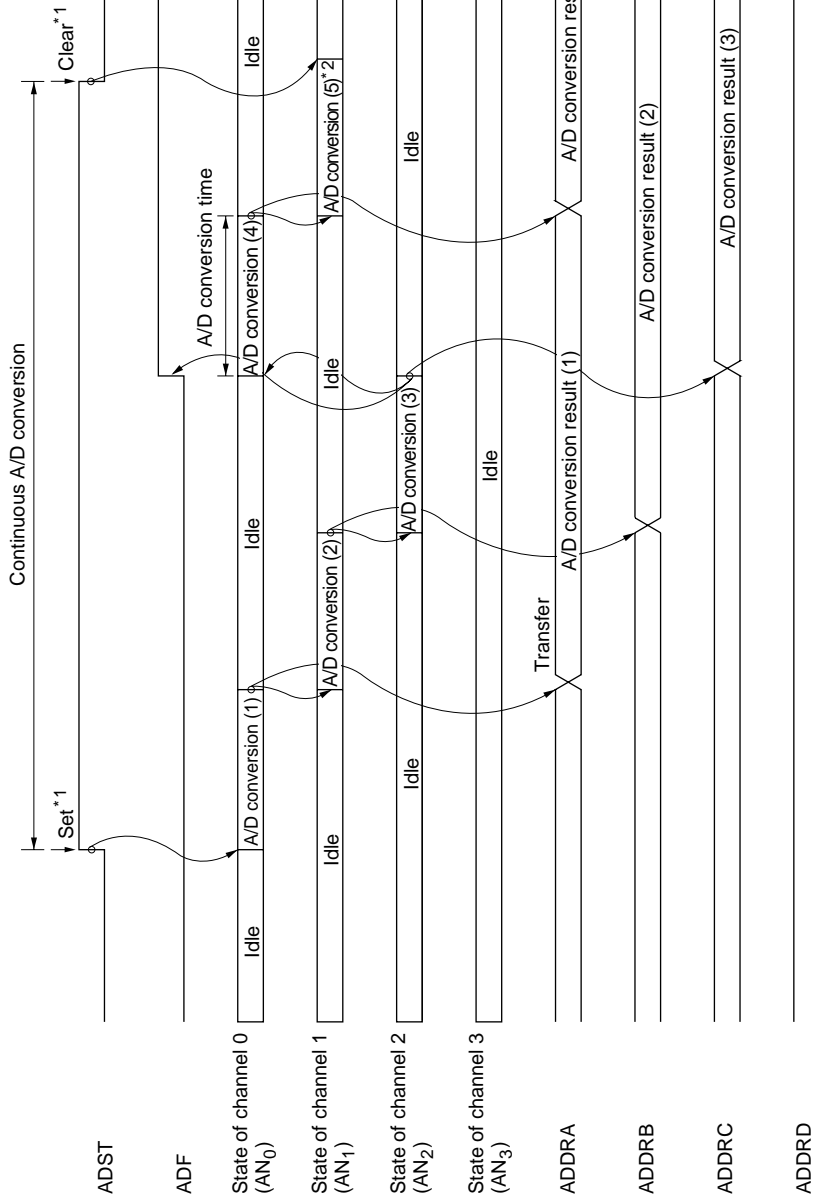 Continuous A/D conversion
Set*1
Clear*1
ADST
ADF
A/D conversion time
State of channel 0
(AN0)
Idle
A/D conversion (1)
Idle
A/D conversion (4)
Idle
State of channel 1
(AN1)
Idle
A/D conversion (2)
Idle
A/D conversion (5)*2
State of channel 2
(AN2)
Idle
A/D conversion (3)
Idle
State of channel 3
(AN3)
Idle
Transfer
ADDRA
A/D conversion result (1)
A/D conversion res
ADDRB
A/D conversion result (2)
ADDRC
A/D conversion result (3)
ADDRD